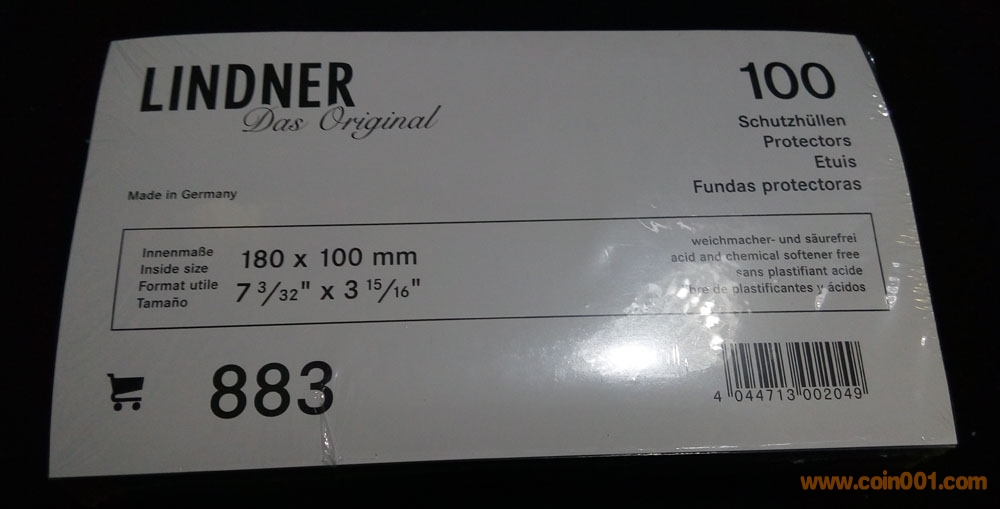 LINDNER
Das Original
100
Schutzhüllen
Protectors
Etuis
Fundas protectoras
Made in Germany
Innenmaße
Inside size
Format utile
Tamaño
180 x 100 mm
7 3/32" x 3 15/16"
weichmacher- und säurefrei
acid and chemical softener free
sans plastifiant acide
de plastificantes y ácidos
883
4 044713 002049
www.coin001.com